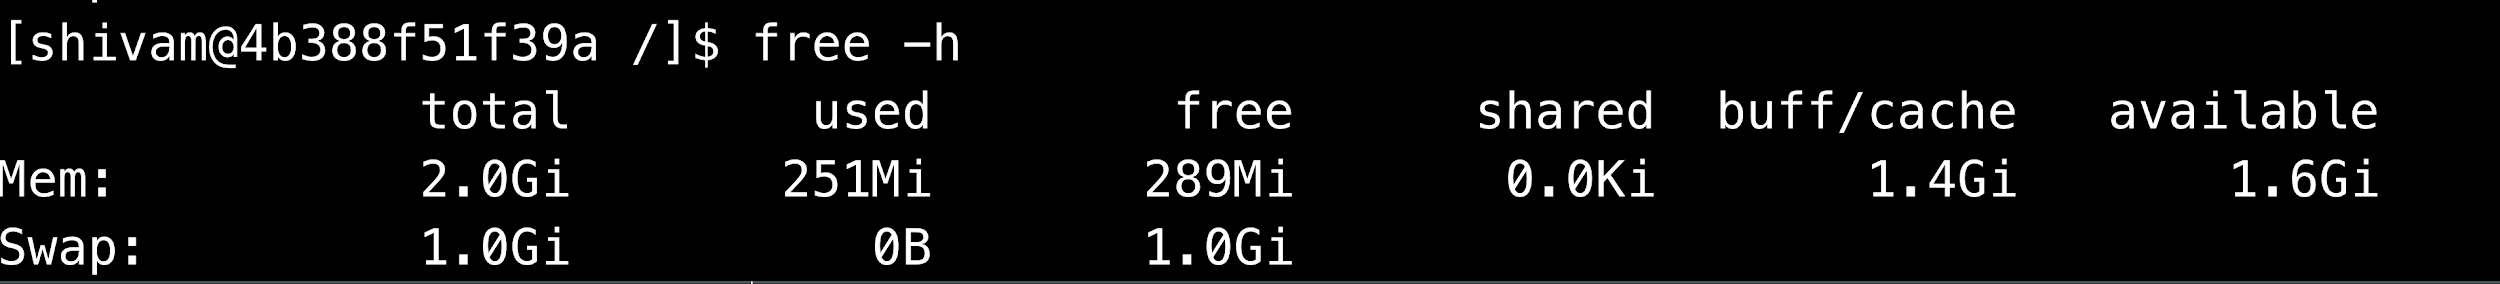 [shivam@4b388f51f39a /]$ free -h
total used free shared buff/cache available
Mem: 2.0Gi 251Mi 289Mi 0.0Ki 1.4Gi 1.6Gi
Swap: 1.0Gi 0B 1.0Gi